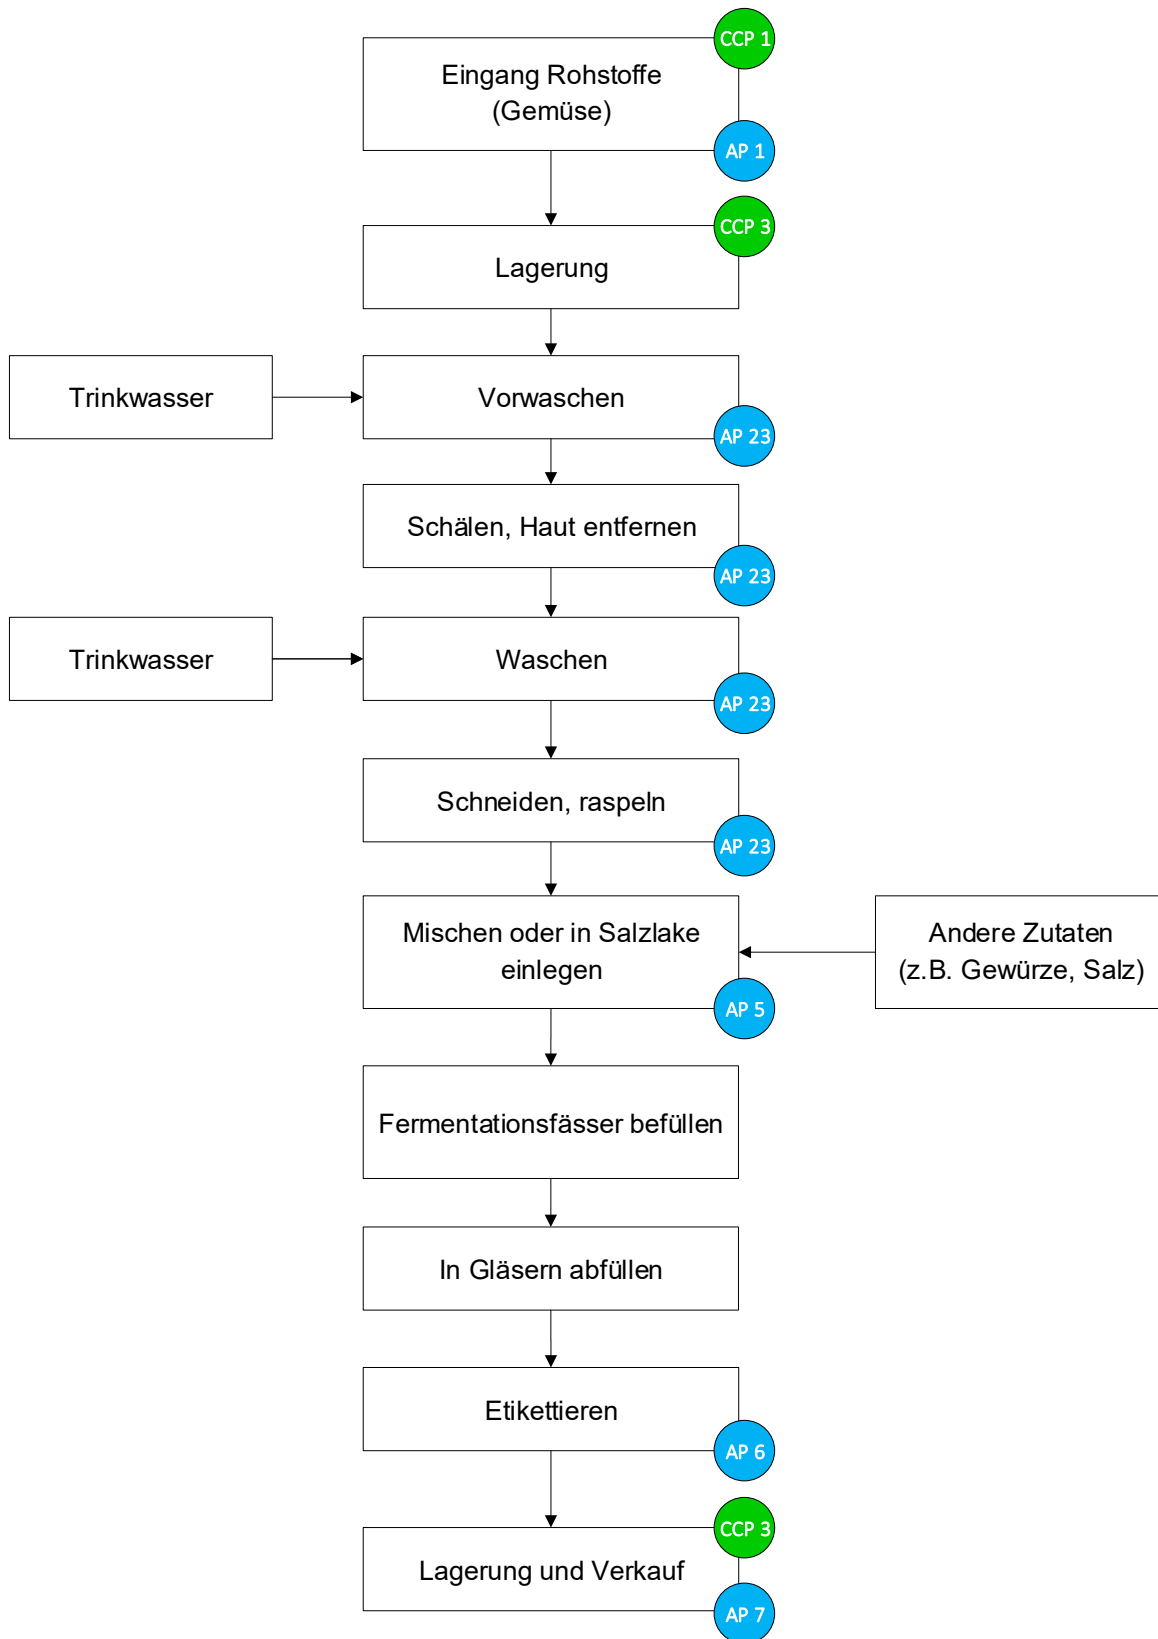 CCP 1
Eingang Rohstoffe
(Gemüse)
AP 1
CCP 3
Lagerung
Trinkwasser
Vorwaschen
AP 23
Schälen, Haut entfernen
AP 23
Trinkwasser
Waschen
AP 23
Schneiden, raspeln
AP 23
Mischen oder in Salzlake
einlegen
Andere Zutaten
(z.B. Gewürze, Salz)
AP 5
Fermentationsfässer befüllen
In Gläsern abfüllen
Etikettieren
AP 6
CCP 3
Lagerung und Verkauf
AP 7